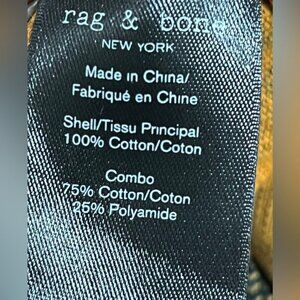 rag & bone
NEW YORK
Made in China/
Fabriqué en Chine
Shell/Tissu Principal
100% Cotton/Coton
Combo
75% Cotton/Coton
25% Polyamide